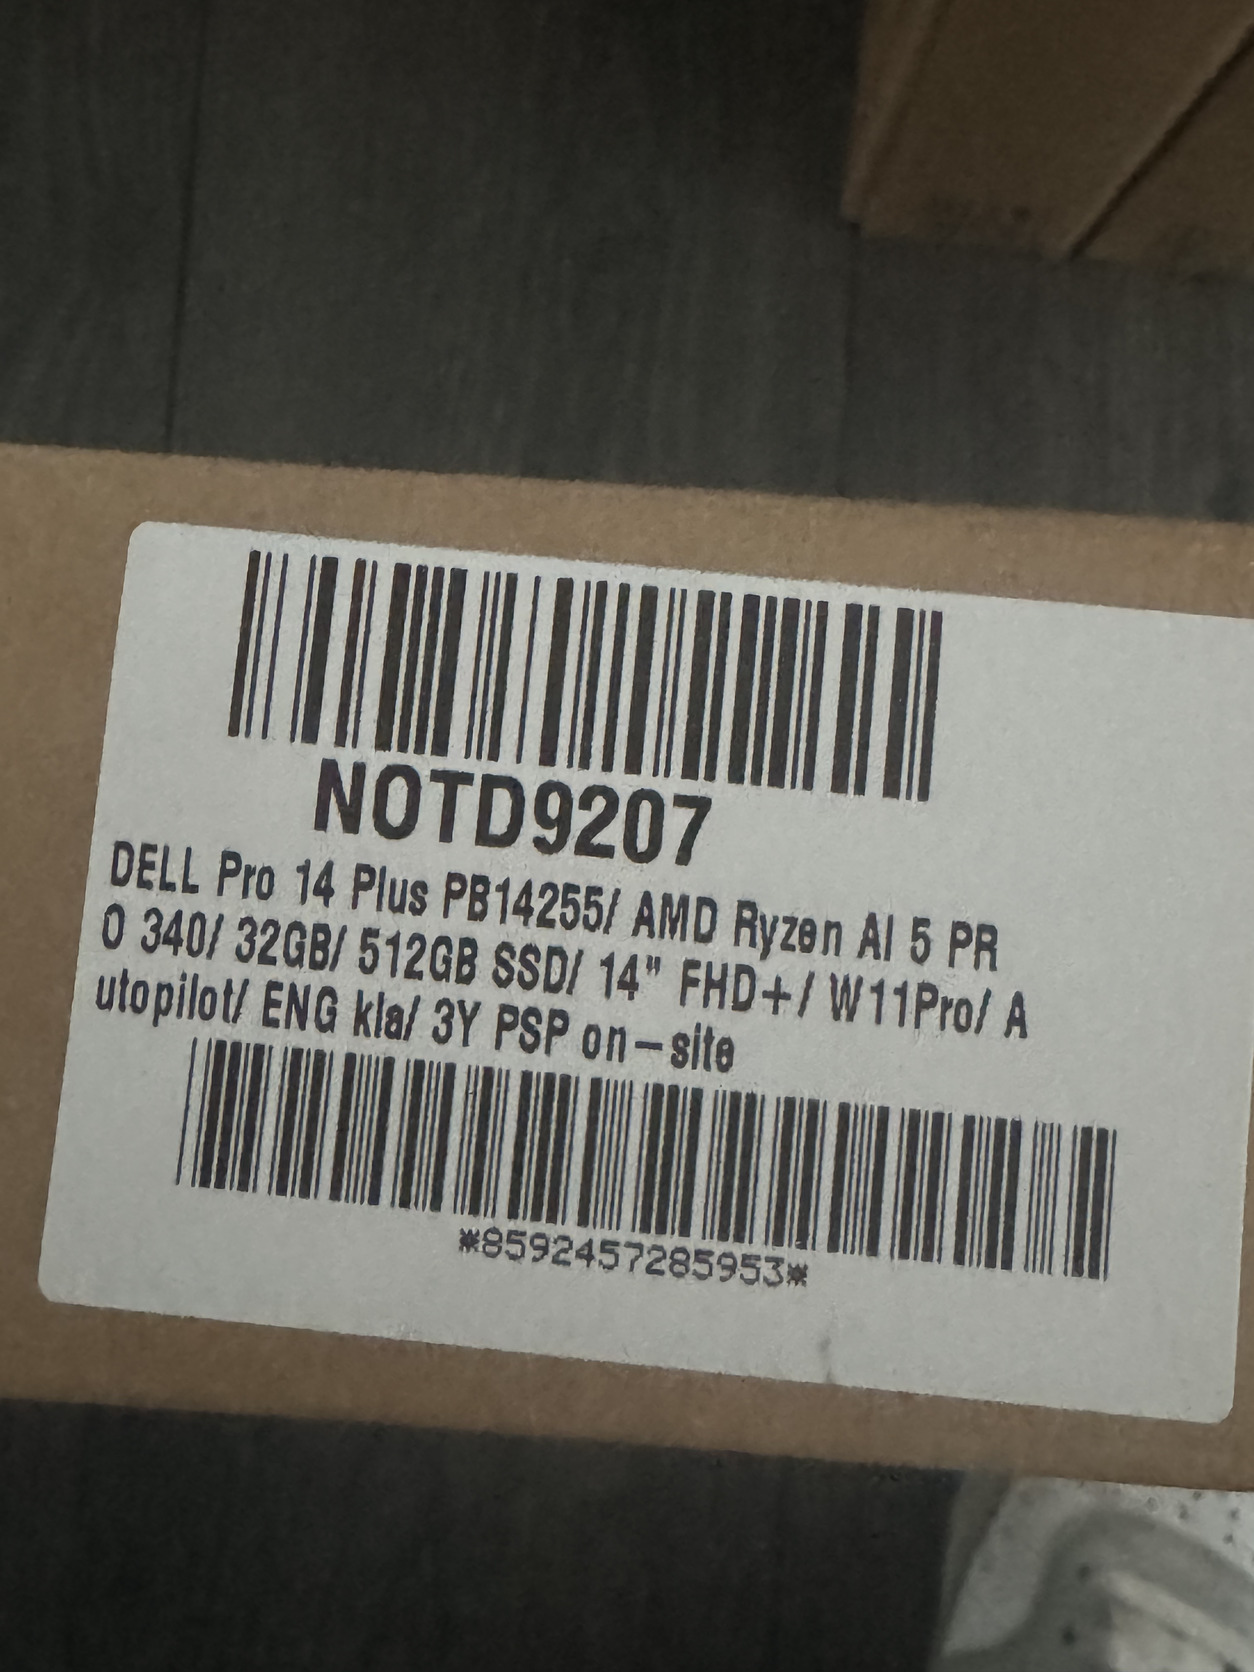 NOTD9207
DELL Pro 14 Plus PB14255/ AMD Ryzen AI 5 PR
O 340/ 32GB/ 512GB SSD/ 14" FHD+/ W11Pro/ A
utopilot/ ENG kla/ 3Y PSP on-site
*8592457285953*